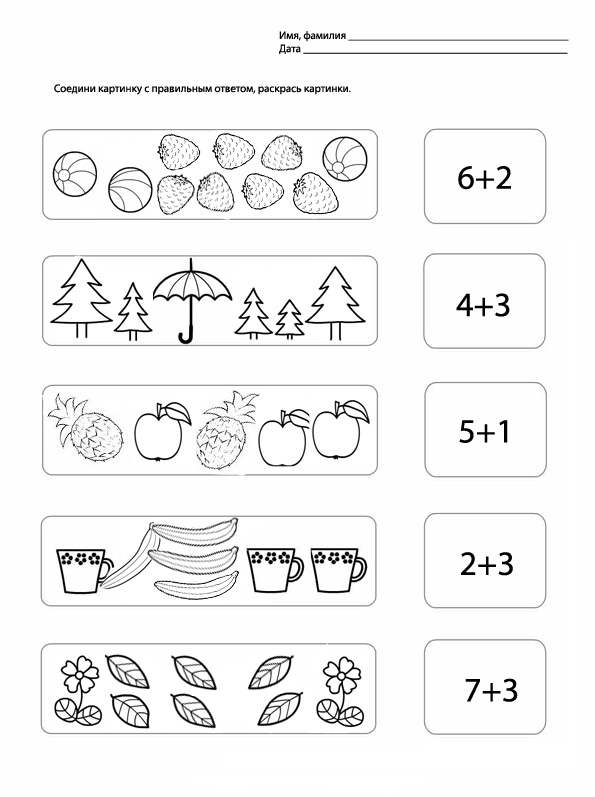 Имя, фамилия
Дата
Соедини картинку с правильным ответом, раскрась картинки.
6+2
4+3
5+1
2+3
7+3